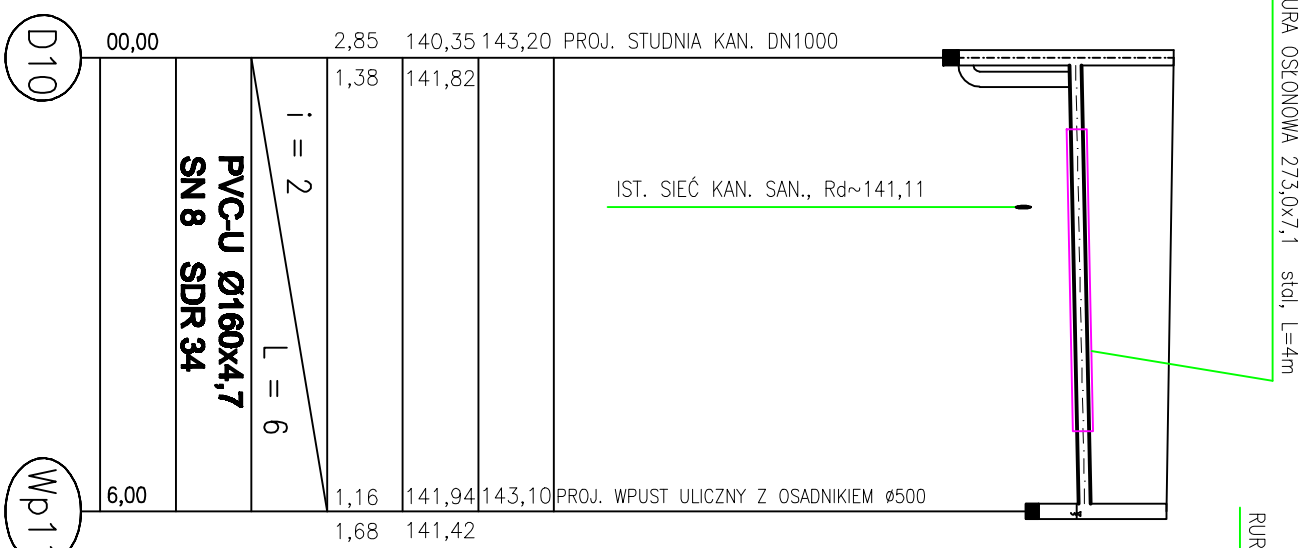 00,00 2,85 140,35 143,20 PROJ. STUDNIA KAN. DN1000
D10
1,38 141,82
i = 2
PVC-U Ø160x4,7
SN 8 SDR 34
L = 6
IST. SIEĆ KAN. SAN., Rd~141,11
URA OSŁONOWA 273,0x7,1 stal, L=4m
6,00 1,16 141,94 143,10 PROJ. WPUST ULICZNY Z OSADNIKIEM Ø500
1,68 141,42
RUR